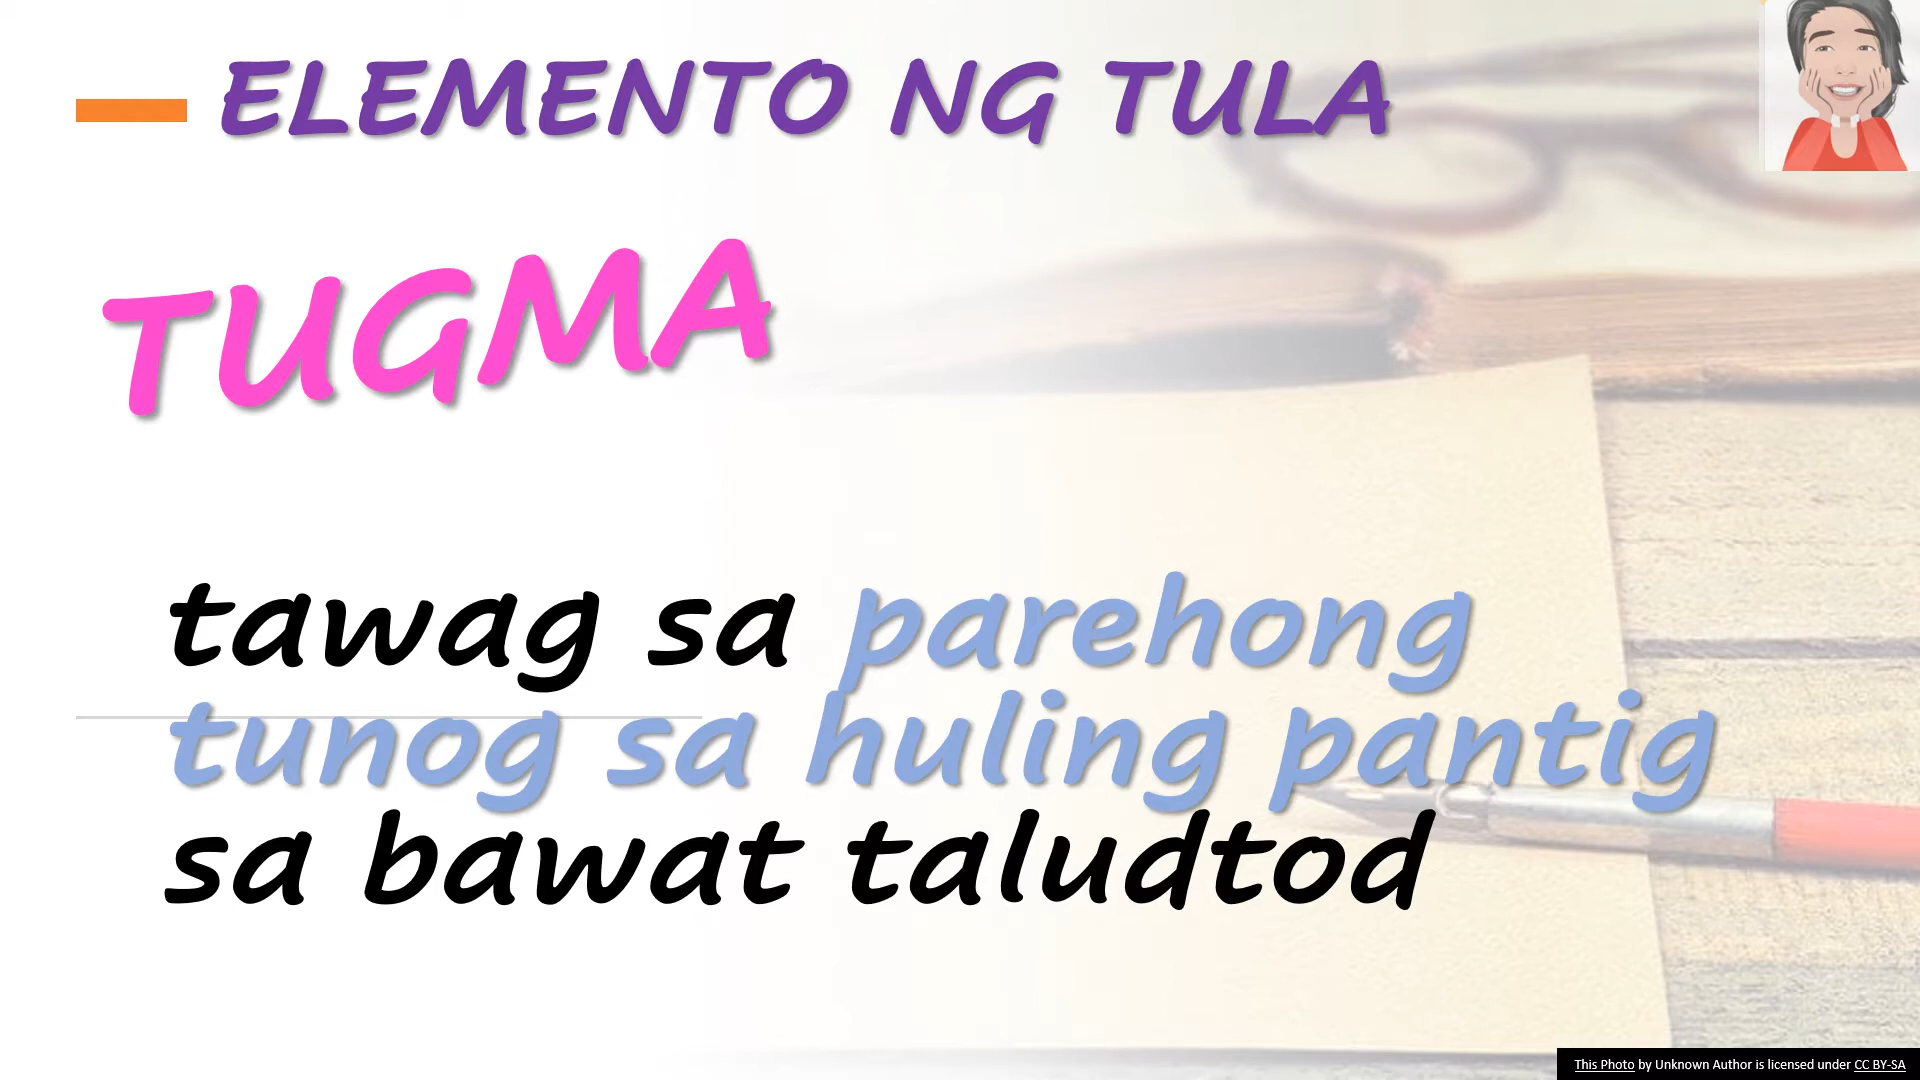 ELEMENTO NG TULA
TUGMA
tawag sa parehong
tunog sa huling pantig
sa bawat taludtod
This Photo by Unknown Author is licensed under CC BY-SA